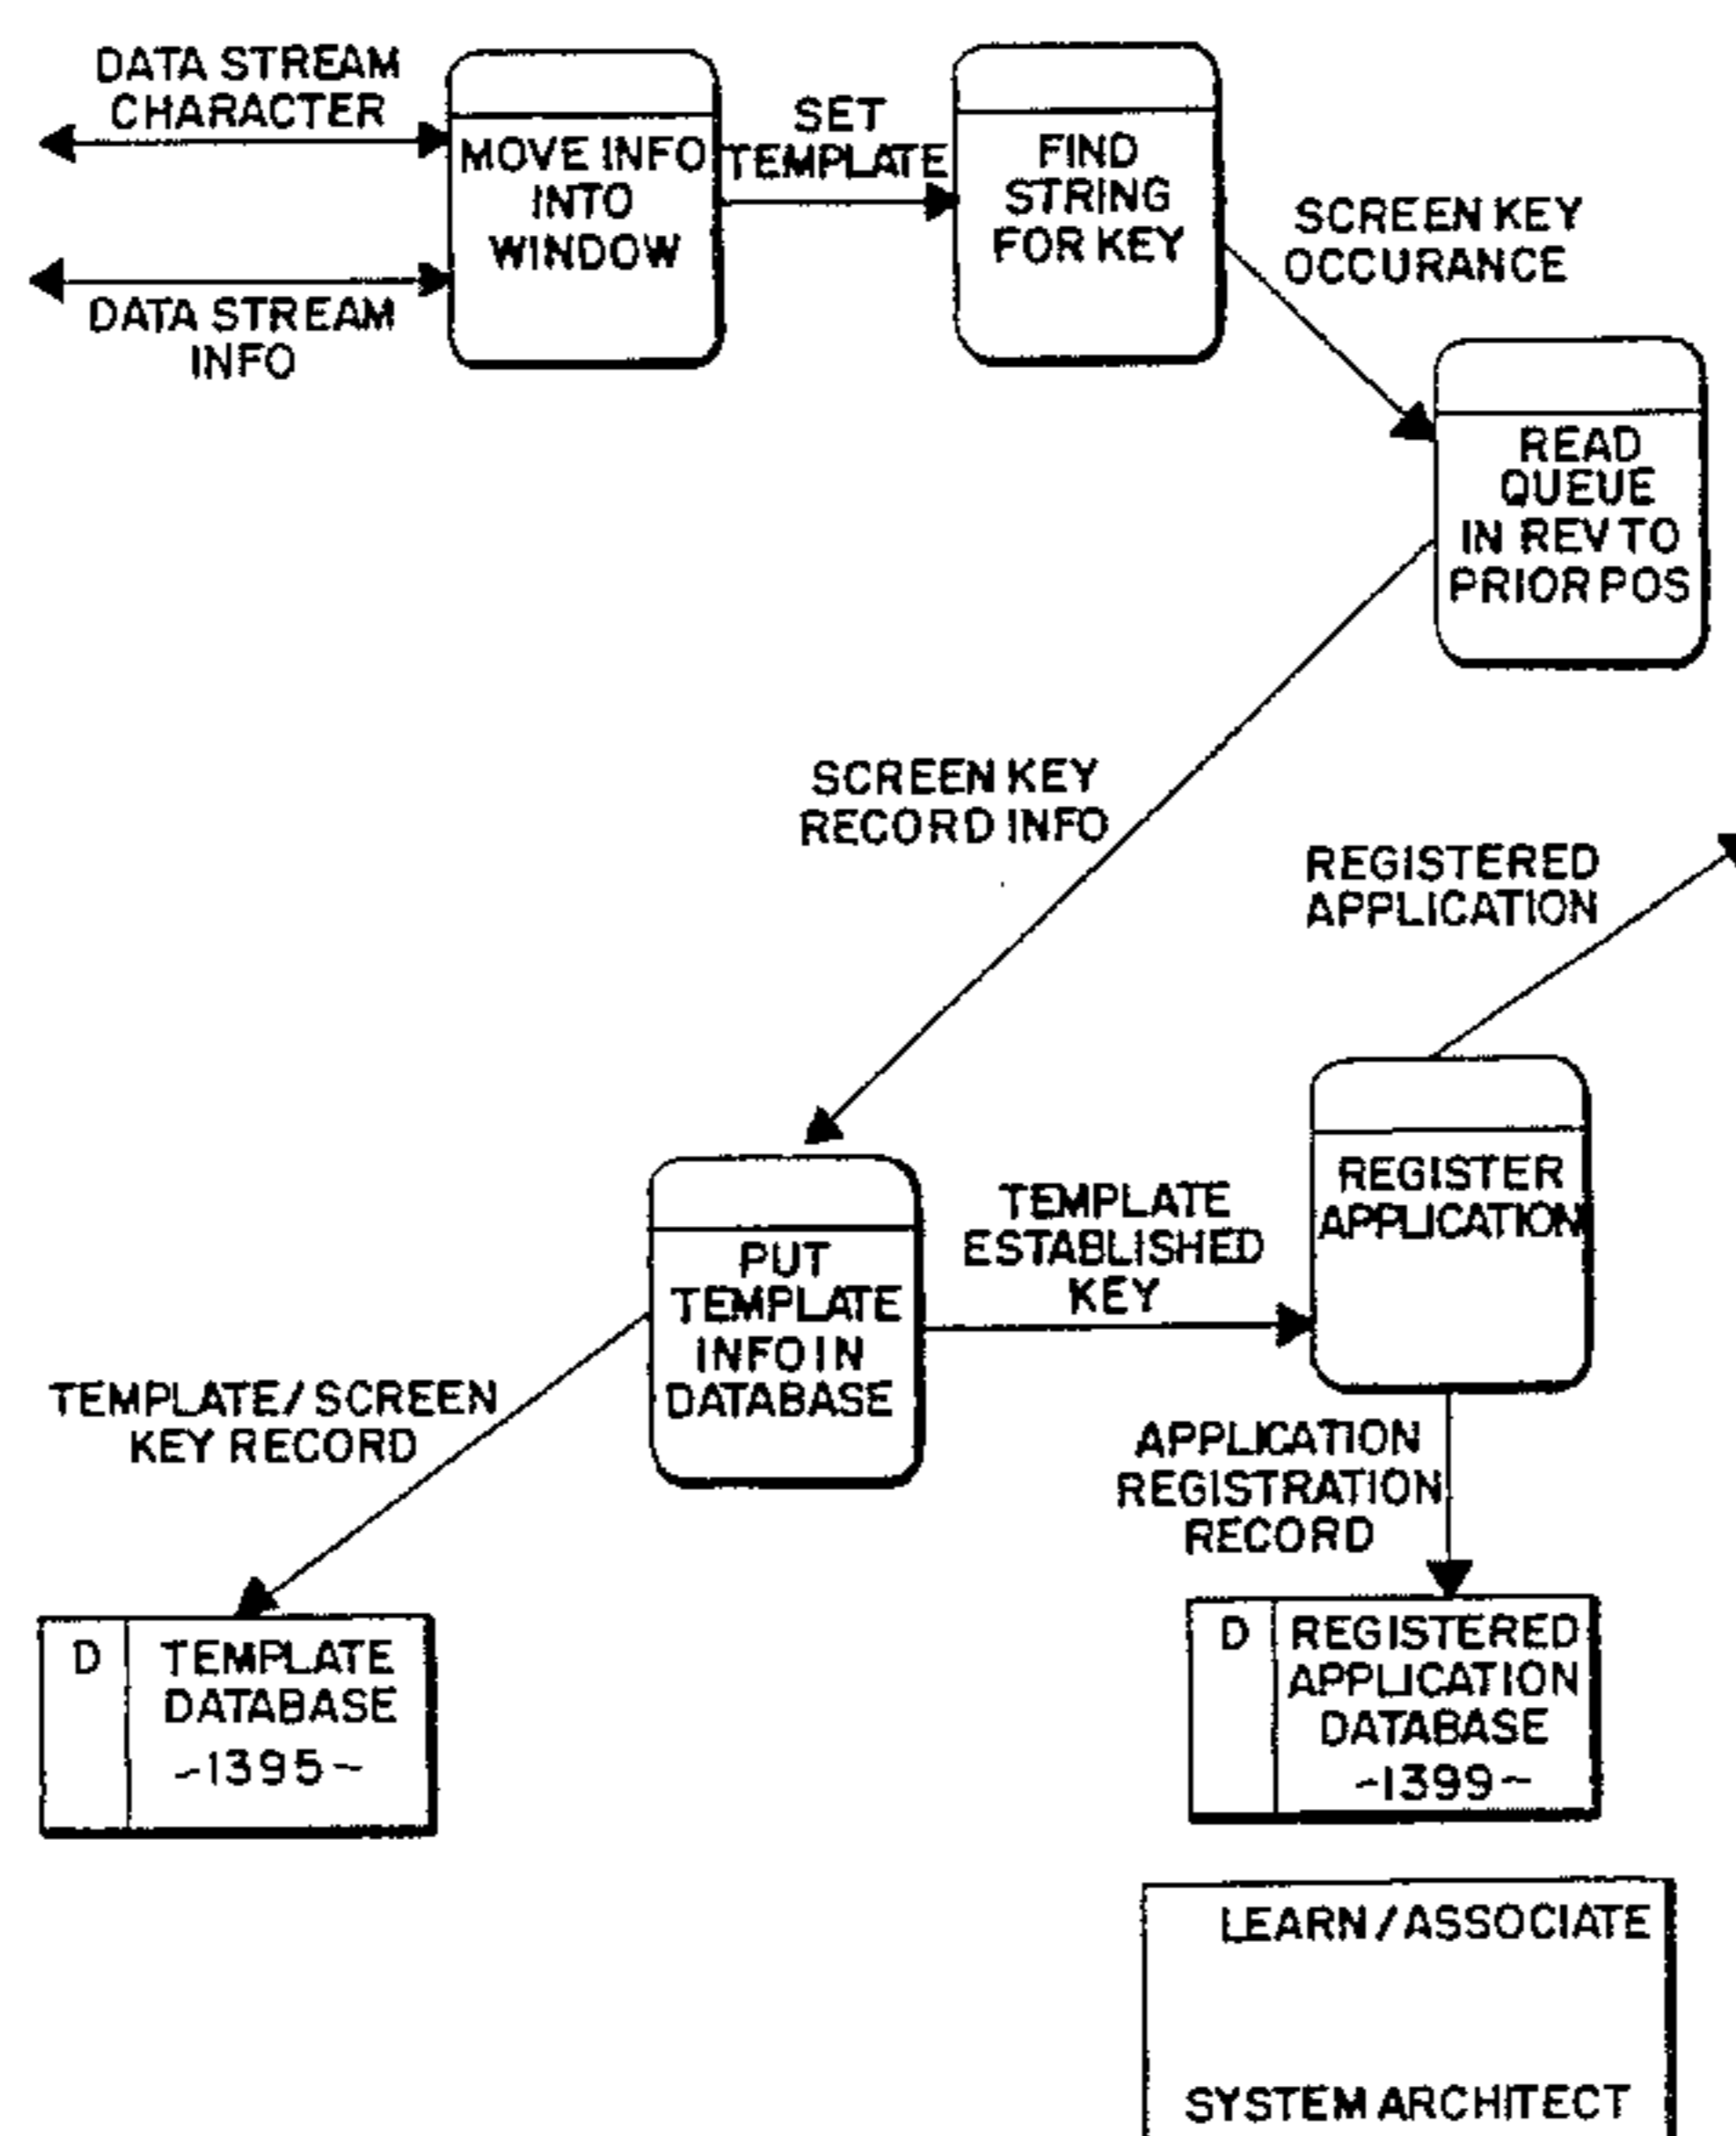 DATA STREAM
CHARACTER
DATA STREAM
INFO
MOVE INFO
INTO
WINDOW
SET
TEMPLATE
FIND
STRING
FOR KEY
SCREEN KEY
OCCURANCE
READ
QUEUE
IN REV TO
PRIOR POS
SCREEN KEY
RECORD INFO
REGISTERED
APPLICATION
REGISTER
APPLICATION
TEMPLATE
ESTABLISHED
KEY
PUT
TEMPLATE
INFO IN
DATABASE
TEMPLATE/SCREEN
KEY RECORD
APPLICATION
REGISTRATION
RECORD
D
TEMPLATE
DATABASE
~1395~
D
REGISTERED
APPLICATION
DATABASE
~1399~
LEARN/ASSOCIATE
SYSTEM ARCHITECT